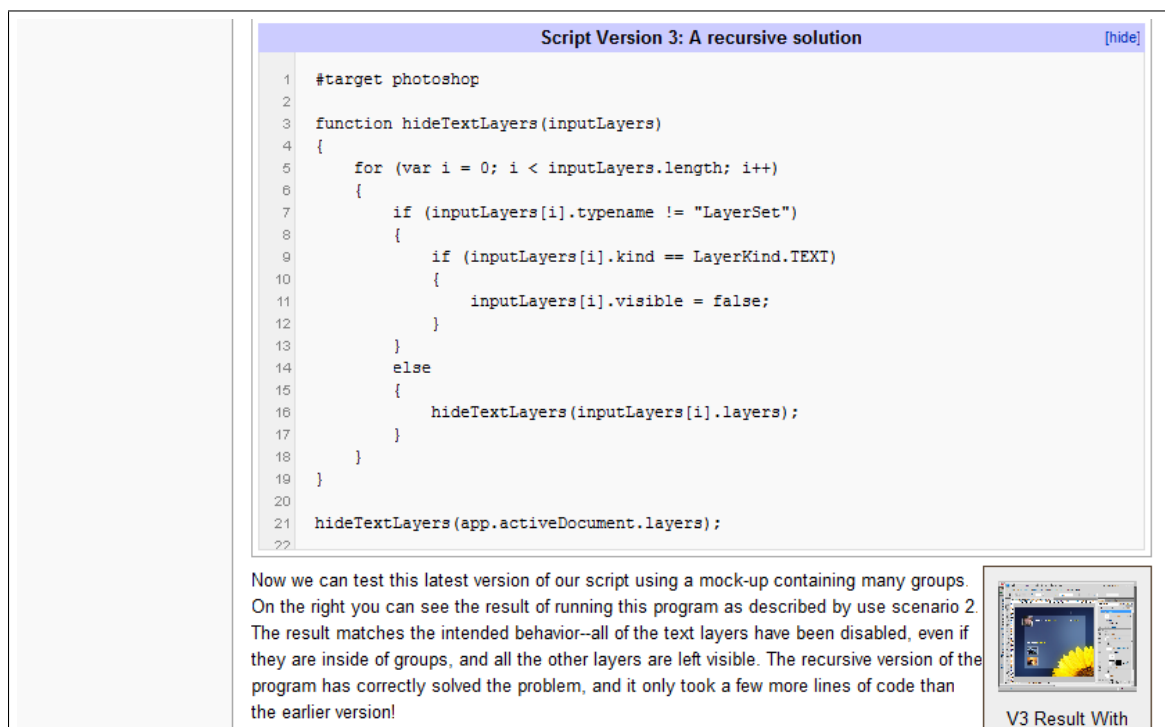 Script Version 3: A recursive solution [hide]
1 #target photoshop
2
3 function hideTextLayers(inputLayers)
4 {
5 for (var i = 0; i < inputLayers.length; i++)
6 {
7 if (inputLayers[i].typename != "LayerSet")
8 {
9 if (inputLayers[i].kind == LayerKind.TEXT)
10 {
11 inputLayers[i].visible = false;
12 }
13 }
14 else
15 {
16 hideTextLayers(inputLayers[i].layers);
17 }
18 }
19 }
20
21 hideTextLayers(app.activeDocument.layers);
22
Now we can test this latest version of our script using a mock-up containing many groups.
On the right you can see the result of running this program as described by use scenario 2.
The result matches the intended behavior--all of the text layers have been disabled, even if
they are inside of groups, and all the other layers are left visible. The recursive version of the
program has correctly solved the problem, and it only took a few more lines of code than
the earlier version!
V3 Result With